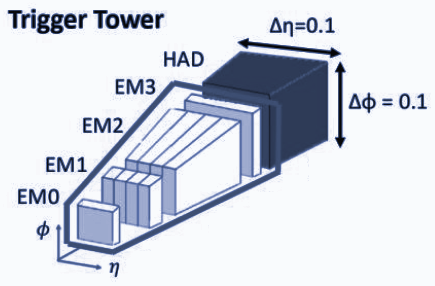 Trigger Tower
Δη=0.1
HAD
EM3
Δϕ = 0.1
EM2
EM1
EM0
ϕ
η